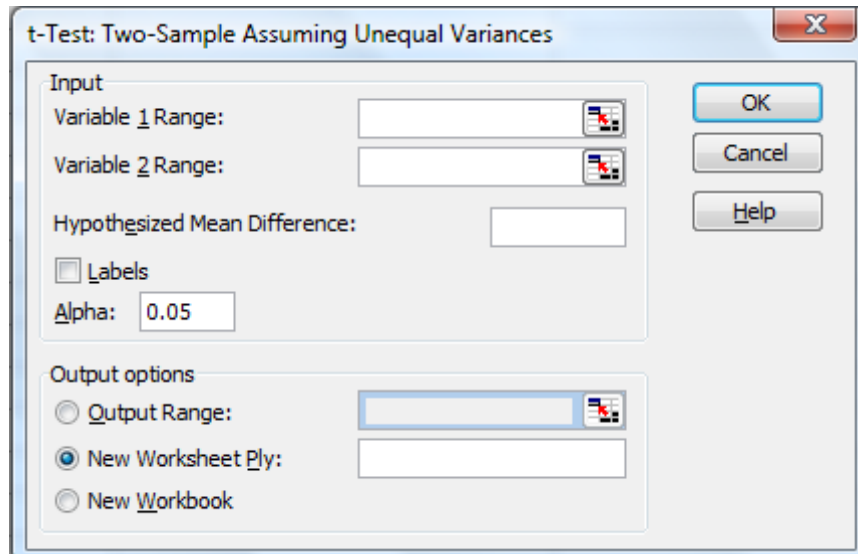 t-Test: Two-Sample Assuming Unequal Variances
Input
Variable 1 Range:
Variable 2 Range:
Hypothesized Mean Difference:
Labels
Alpha: 0.05
OK
Cancel
Help
Output options
Output Range:
New Worksheet Ply:
New Workbook